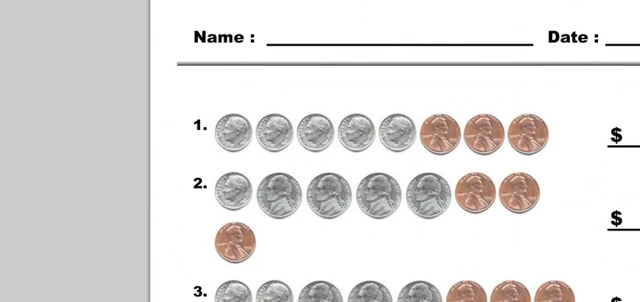 Name : Date :
1. $
2. $
3.